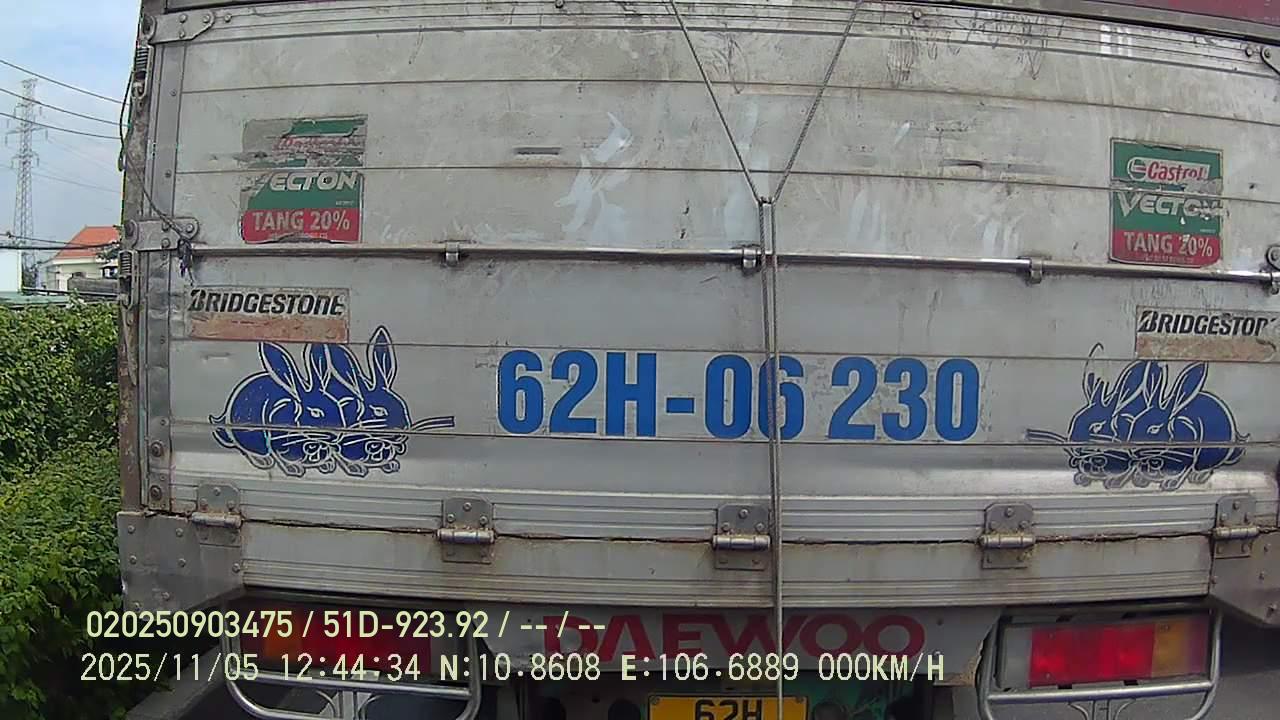 VECTON
TANG 20%
Castrol
VECTON
TANG 20%
BRIDGESTONE
BRIDGESTON
62H-06 230
020250903475 / 51D-923.92 / -- / --
DAEWOO
2025/11/05 12:44:34 N:10.8608 E:106.6889 000KM/H
62H